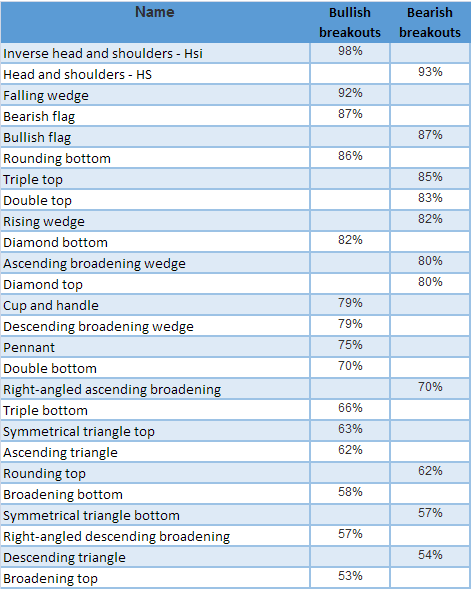 Name Bullish breakouts Bearish breakouts
Inverse head and shoulders - Hsi 98%
Head and shoulders - HS 93%
Falling wedge 92%
Bearish flag 87%
Bullish flag 87%
Rounding bottom 86%
Triple top 85%
Double top 83%
Rising wedge 82%
Diamond bottom 82%
Ascending broadening wedge 80%
Diamond top 80%
Cup and handle 79%
Descending broadening wedge 79%
Pennant 75%
Double bottom 70%
Right-angled ascending broadening 70%
Triple bottom 66%
Symmetrical triangle top 63%
Ascending triangle 62%
Rounding top 62%
Broadening bottom 58%
Symmetrical triangle bottom 57%
Right-angled descending broadening 57%
Descending triangle 54%
Broadening top 53%